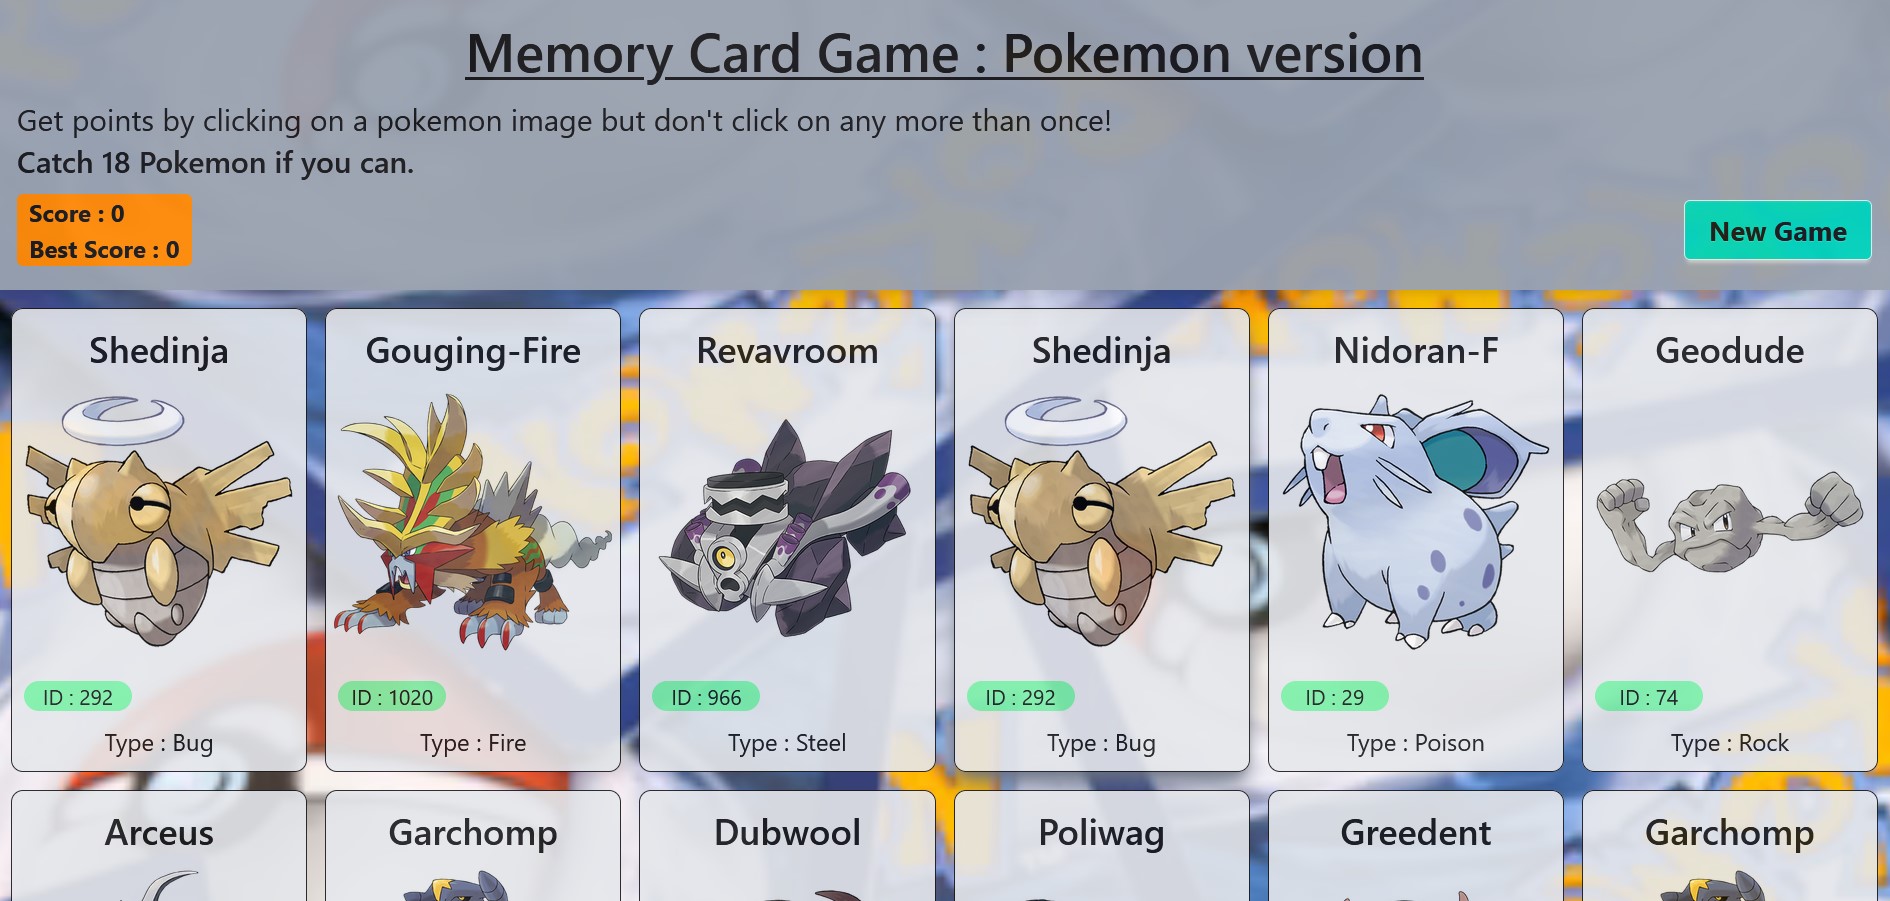 Memory Card Game : Pokemon version
Get points by clicking on a pokemon image but don't click on any more than once!
Catch 18 Pokemon if you can.
Score : 0
Best Score : 0
New Game
Shedinja
ID : 292
Type : Bug
Gouging-Fire
ID : 1020
Type : Fire
Revavroom
ID : 966
Type : Steel
Shedinja
ID : 292
Type : Bug
Nidoran-F
ID : 29
Type : Poison
Geodude
ID : 74
Type : Rock
Arceus
Garchomp
Dubwool
Poliwag
Greedent
Garchomp